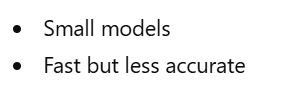 • Small models
• Fast but less accurate